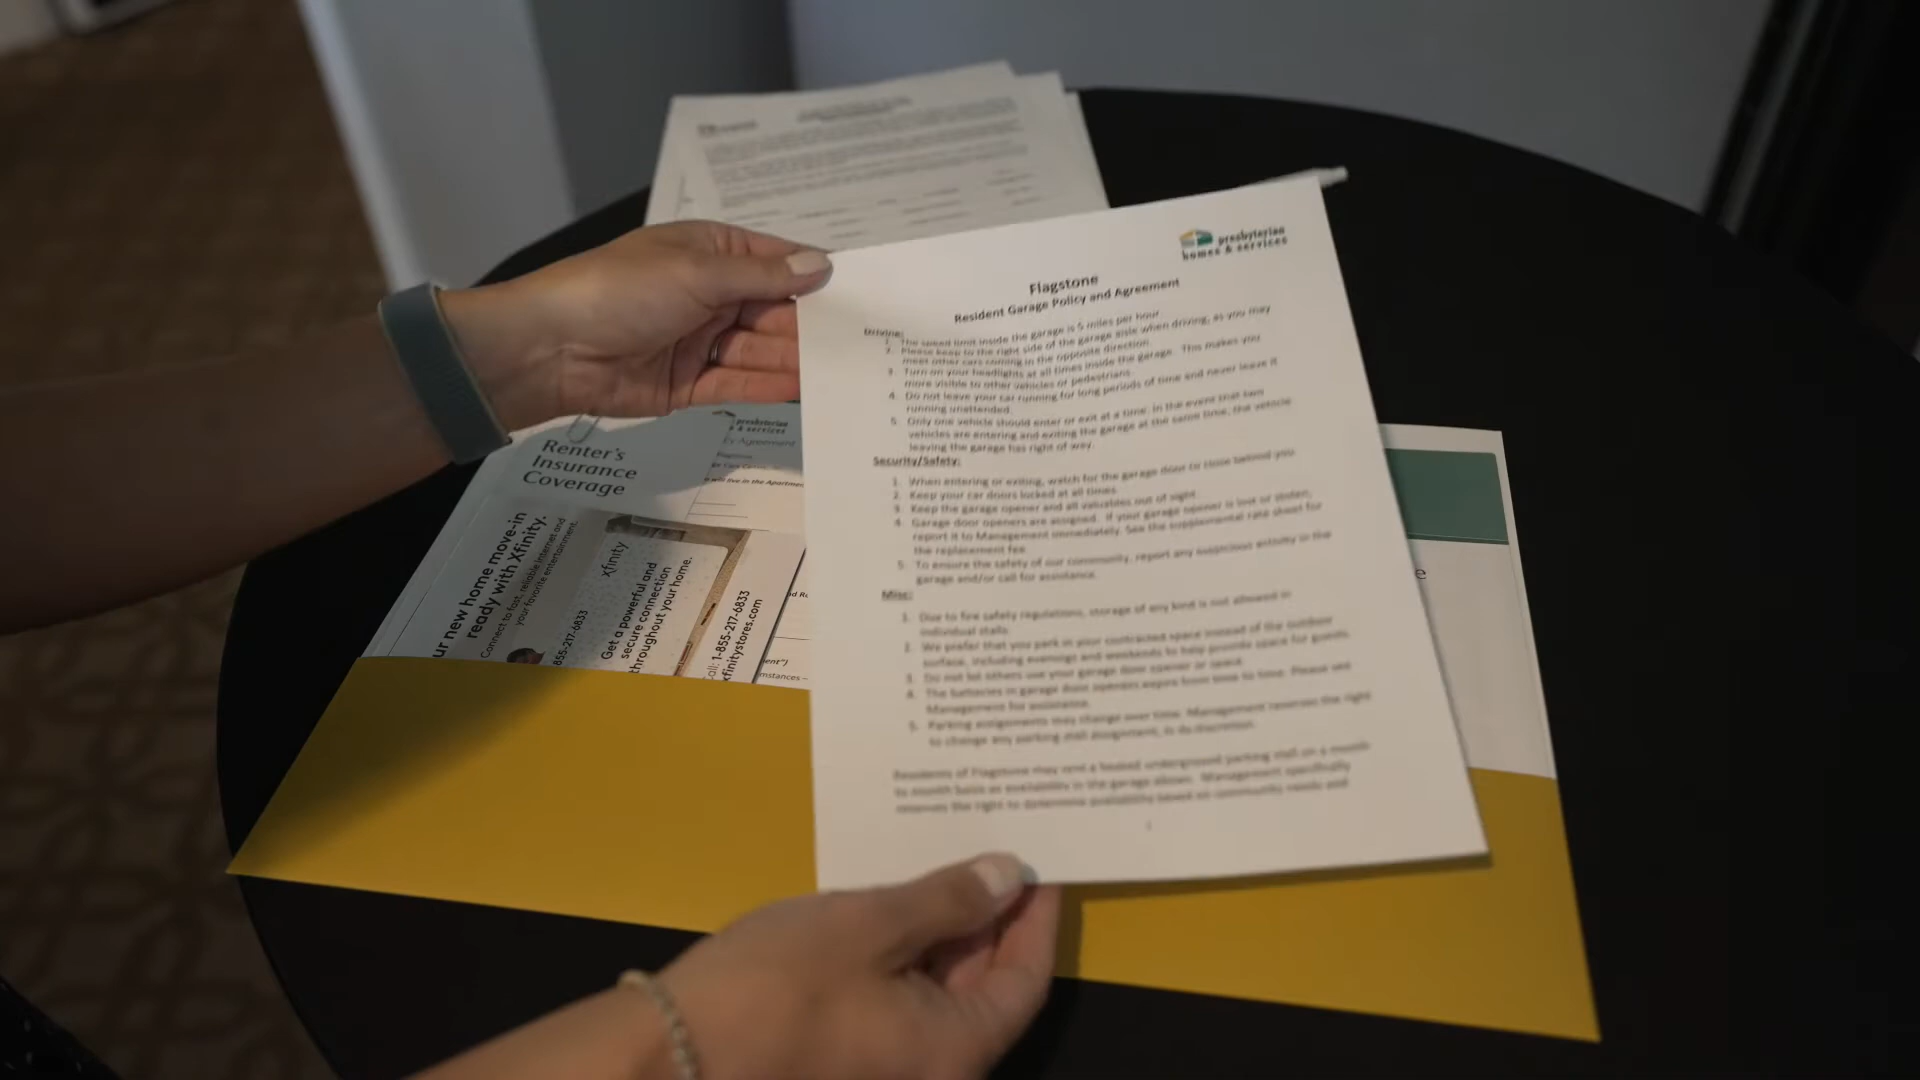 presbyterian
homes & services
Flagstone
Resident Garage Policy and Agreement
Driving:
1. The speed limit inside the garage is 5 miles per hour
2. Please keep to the right side of the garage aisle when driving, as you may
meet other cars coming in the opposite direction.
3. Turn on your headlights at all times inside the garage. This makes you
more visible to other vehicles or pedestrians.
4. Do not leave your car running for long periods of time and never leave it
running unattended.
5. Only one vehicle should enter or exit at a time. In the event that two
vehicles are entering and exiting the garage at the same time, the vehicle
leaving the garage has right of way.
Security/Safety:
1. When entering or exiting, watch for the garage door to close behind you
2. Keep your car doors locked at all times.
3. Keep the garage opener and all valuables out of sight.
4. Garage door openers are assigned. If your garage opener is lost or stolen,
report it to Management immediately. See the supplemental rate sheet for
the replacement fee
5. To ensure the safety of our community, report any suspicious activity in the
garage and/or call for assistance.
Misc:
1. Due to fire safety regulations, storage of any kind is not allowed in
individual stalls.
2. We prefer that you park in your contracted space instead of the outdoor
surface, including evenings and weekends to help provide space for guests.
3. Do not let others use your garage door opener or space.
4. The batteries in garage door openers expire from time to time. Please see
Management for assistance.
5. Parking assignments may change over time. Management reserves the right
to change any parking stall assignment, in its discretion.
Residents of Flagstone may rent a heated underground parking stall on a month
to month basis as availability in the garage allows. Management specifically
reserves the right to determine availability based on community needs and
Renter's
Insurance
Coverage
presbyterian
& services
cy Agreement
Flagstone
will live in the Apartmen
ur new home move-in
ready with Xfinity.
Connect to fast, reliable Internet and
your favorite entertainment.
855-217-6833
xfinity
Get a powerful and
secure connection
throughout your home.
all: 1-855-217-6833
xfinitystores.com
ent")
mstances –
e